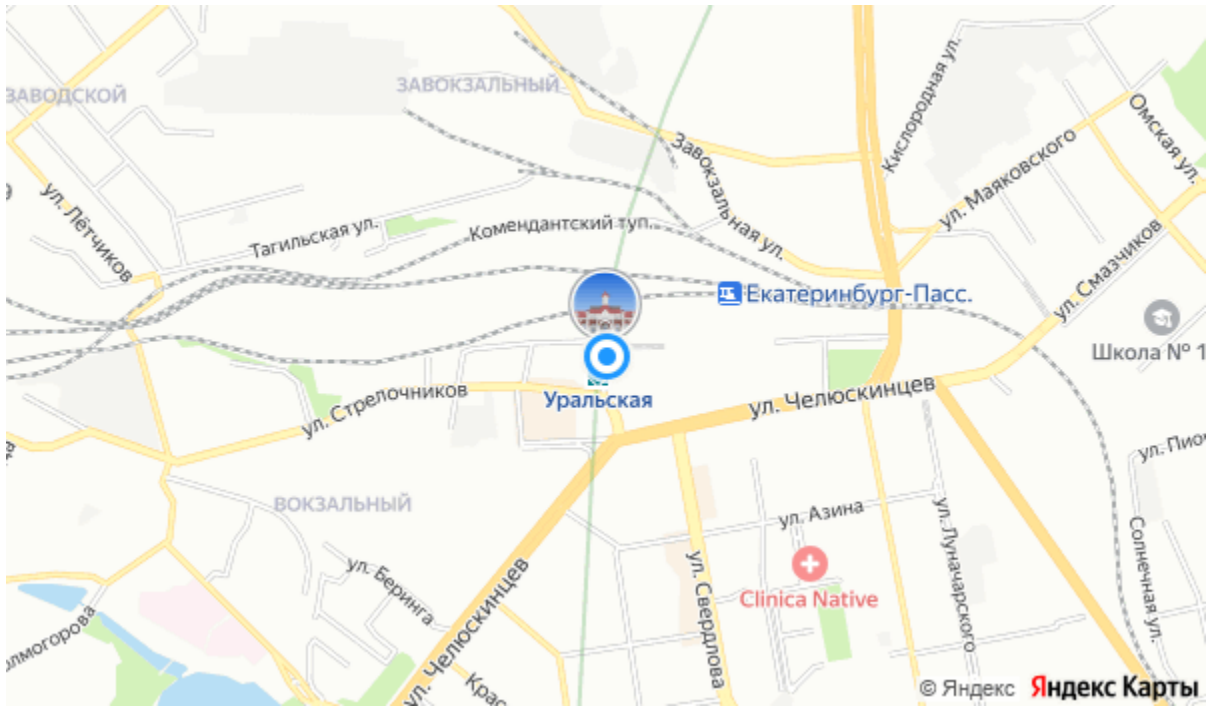 ЗАВОКЗАЛЬНЫЙ
ЗАВОДСКОЙ
Кислородная ул.
Омская ул.
ул. Маяковского
Завокзальная ул.
ул. Лётчиков
Тагильская ул.
Комендантский туп.
ул. Смазчиков
Екатеринбург-Пасс.
Школа № 1
ул. Стрелочников
Уральская
ул. Челюскинцев
ул. Пио
ВОКЗАЛЬНЫЙ
ул. Азина
ул. Луначарского
Солнечная ул.
ул. Беринга
ул. Челюскинцев
ул. Свердлова
Clinica Native
олмогорова
Крас
© Яндекс Яндекс Карты